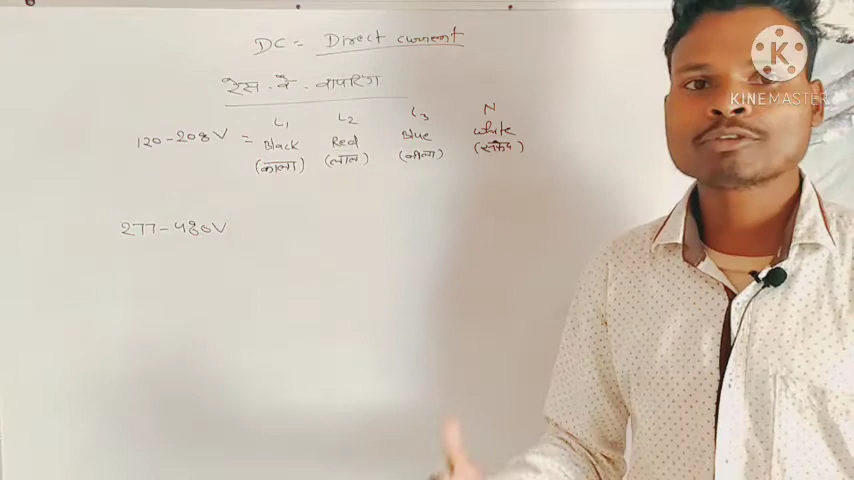 DC = Direct current
रेस - वे - वायरिंग
L1 L2 L3 N
120-208V = Black Red Blue white
(काला) (लाल) (नीला) (सफेद)
277-480V
K
KINEMASTER